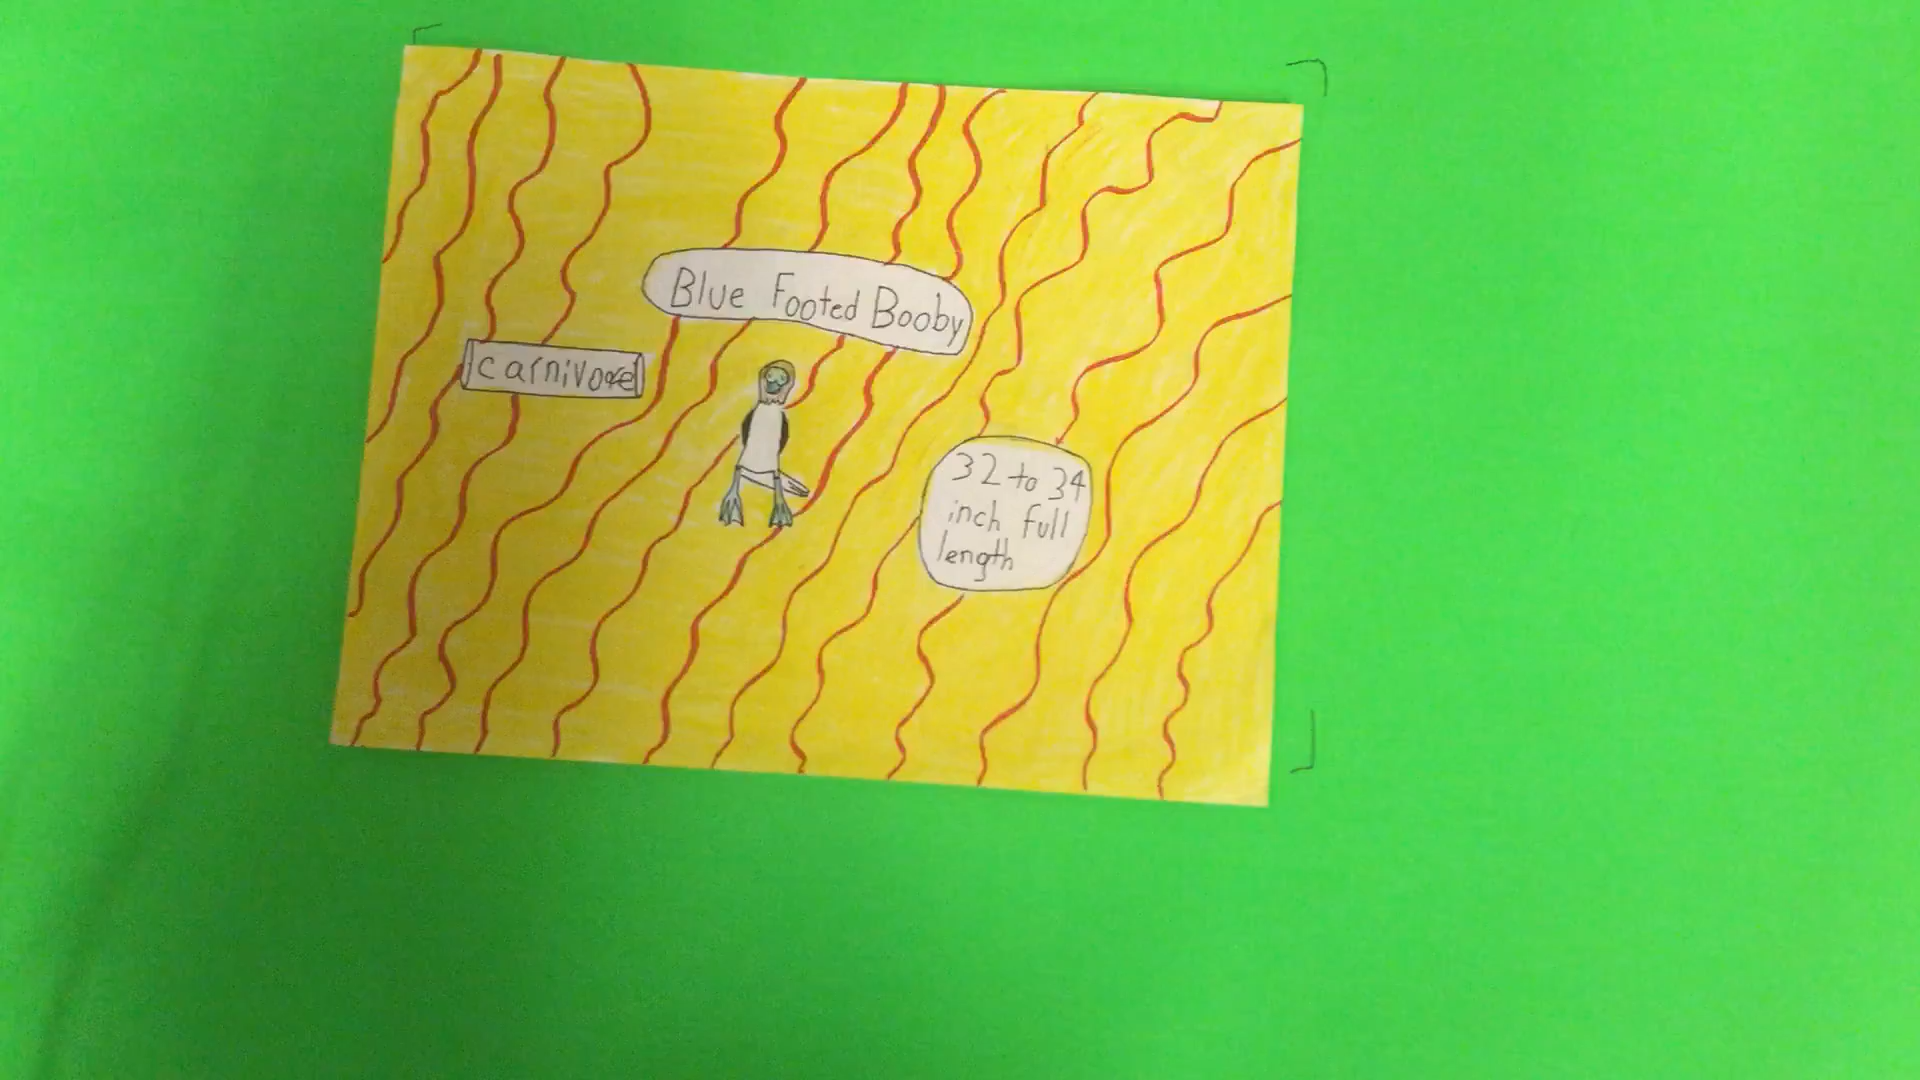 Blue Footed Booby
carnivore
32 to 34
inch full
length